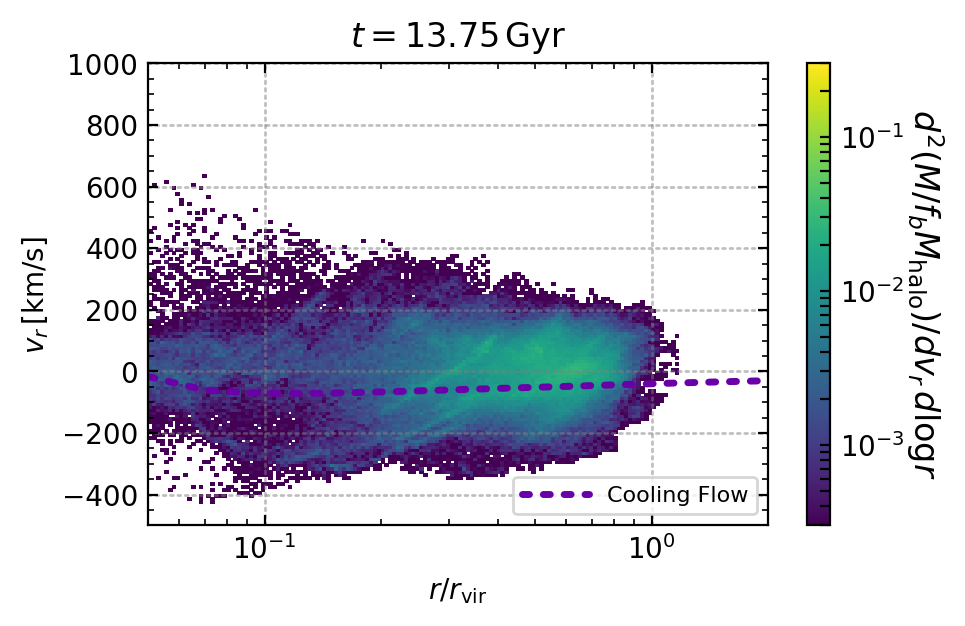 t = 13.75 Gyr
1000
800
600
400
200
0
−200
−400
v_r [km/s]
10^{-1}
10^0
r/r_vir
Cooling Flow
10^{-1}
10^{-2}
10^{-3}
d^2(M/f_b M_halo)/dv_r dlogr